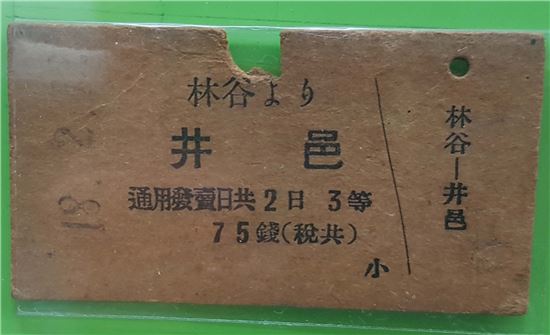 林谷より
井邑
通用發賣日共2日 3等
75錢(稅共)
小
林谷—井邑